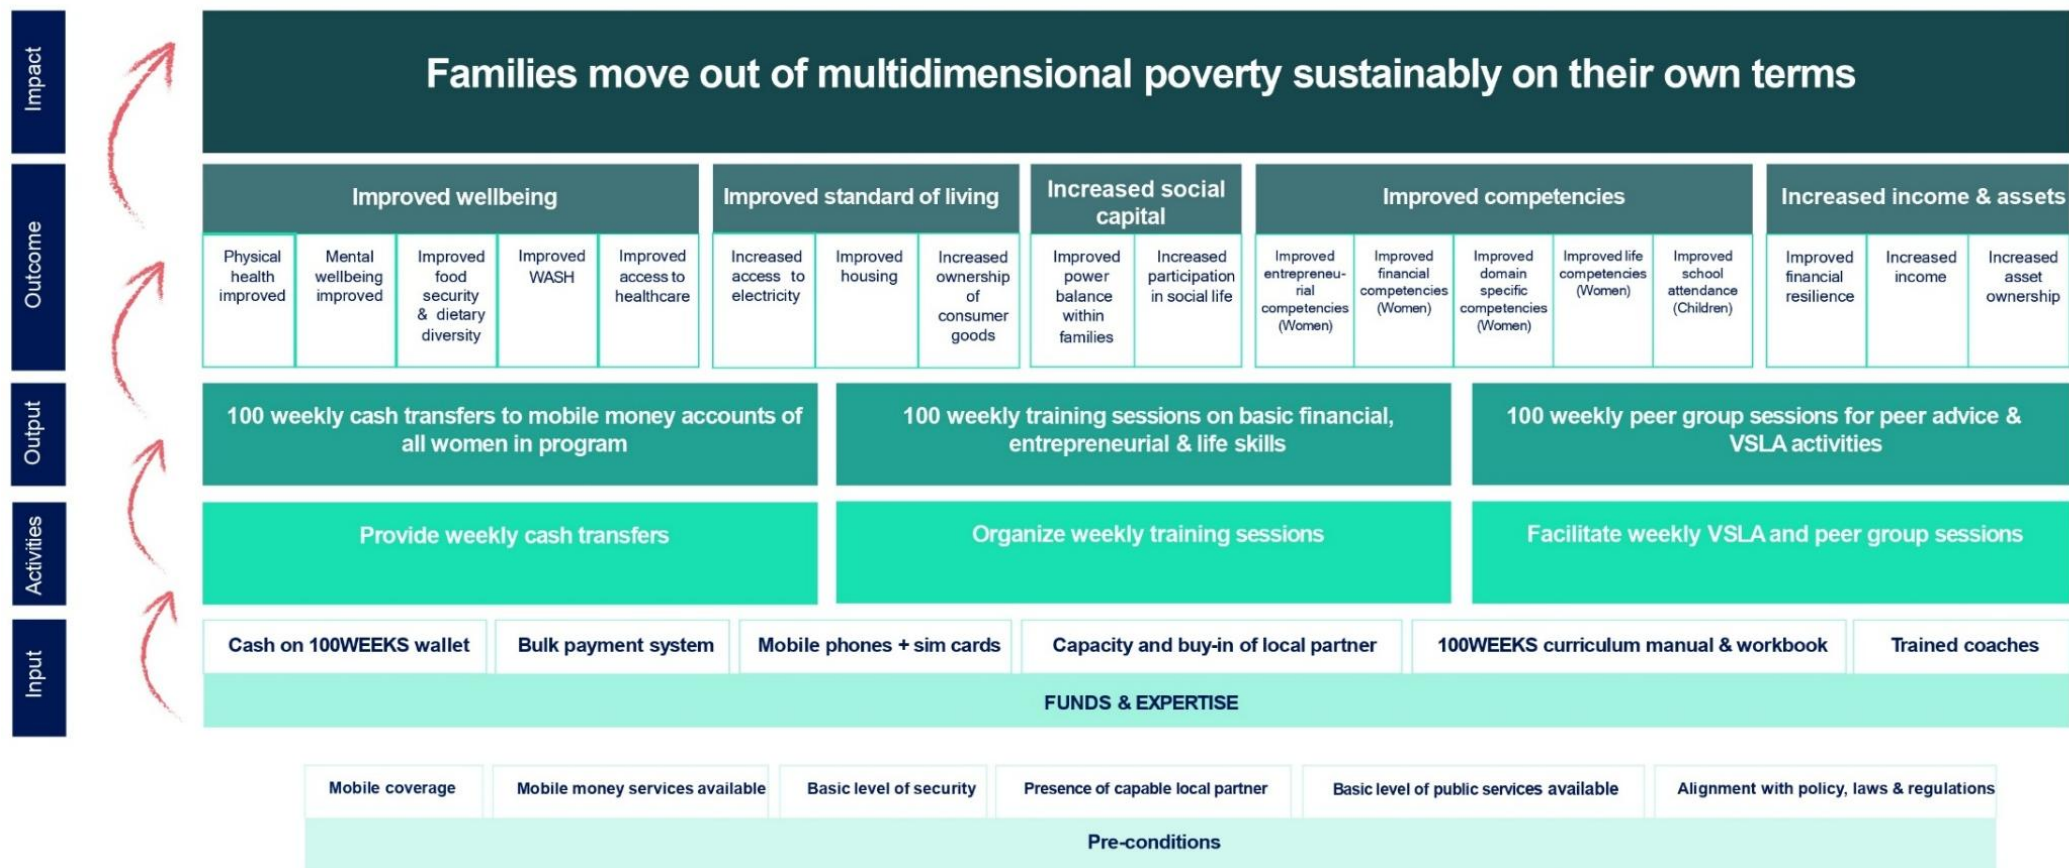 Impact
Families move out of multidimensional poverty sustainably on their own terms
Outcome
Improved wellbeing
Physical
health
improved
Mental
wellbeing
improved
Improved
food
security
& dietary
diversity
Improved
WASH
Improved
access to
healthcare
Improved standard of living
Increased
access to
electricity
Improved
housing
Increased
ownership
of
consumer
goods
Increased social
capital
Improved
power
balance
within
families
Increased
participation
in social life
Improved competencies
Improved
entrepreneu-
rial
competencies
(Women)
Improved
financial
competencies
(Women)
Improved
domain
specific
competencies
(Women)
Improved life
competencies
(Women)
Improved
school
attendance
(Children)
Increased income & assets
Improved
financial
resilience
Increased
income
Increased
asset
ownership
Output
100 weekly cash transfers to mobile money accounts of
all women in program
100 weekly training sessions on basic financial,
entrepreneurial & life skills
100 weekly peer group sessions for peer advice &
VSLA activities
Activities
Provide weekly cash transfers
Organize weekly training sessions
Facilitate weekly VSLA and peer group sessions
Input
Cash on 100WEEKS wallet
Bulk payment system
Mobile phones + sim cards
Capacity and buy-in of local partner
100WEEKS curriculum manual & workbook
Trained coaches
FUNDS & EXPERTISE
Mobile coverage
Mobile money services available
Basic level of security
Presence of capable local partner
Basic level of public services available
Alignment with policy, laws & regulations
Pre-conditions